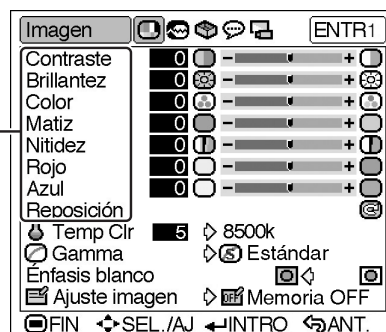 Imagen ENTR1
Contraste 0 - +
Brillantez 0 - +
Color 0 - +
Matiz 0 - +
Nitidez 0 - +
Rojo 0 - +
Azul 0 - +
Reposición
Temp Clr 5 8500k
Gamma S Estándar
Énfasis blanco
Ajuste imagen OFF Memoria OFF
FIN SEL./AJ INTRO ANT.